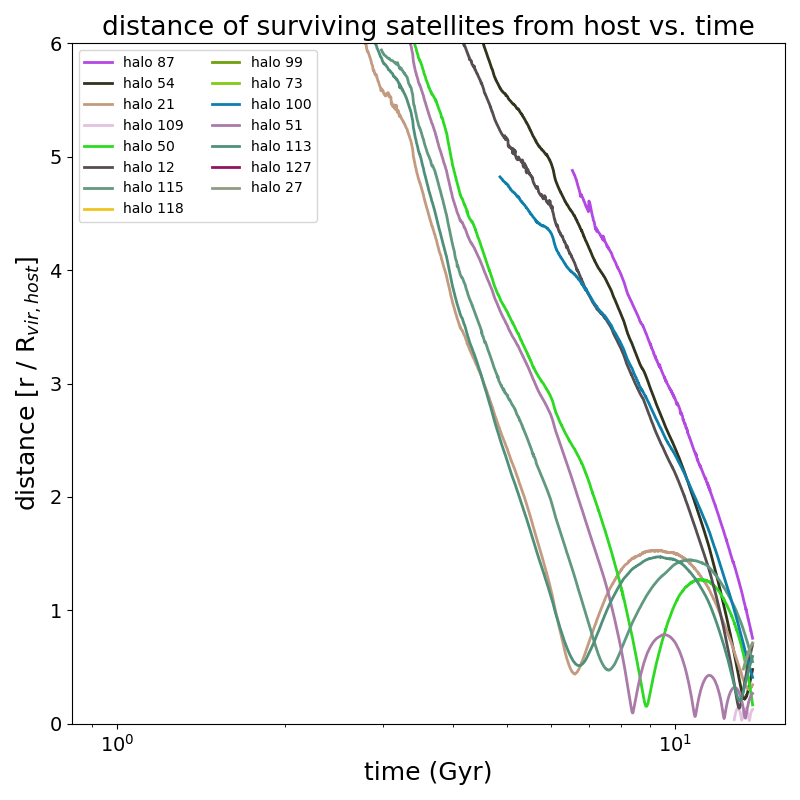 distance of surviving satellites from host vs. time
6
5
4
3
2
1
0
distance [r / R_{vir,host}]
halo 87
halo 54
halo 21
halo 109
halo 50
halo 12
halo 115
halo 118
halo 99
halo 73
halo 100
halo 51
halo 113
halo 127
halo 27
10^0
10^1
time (Gyr)